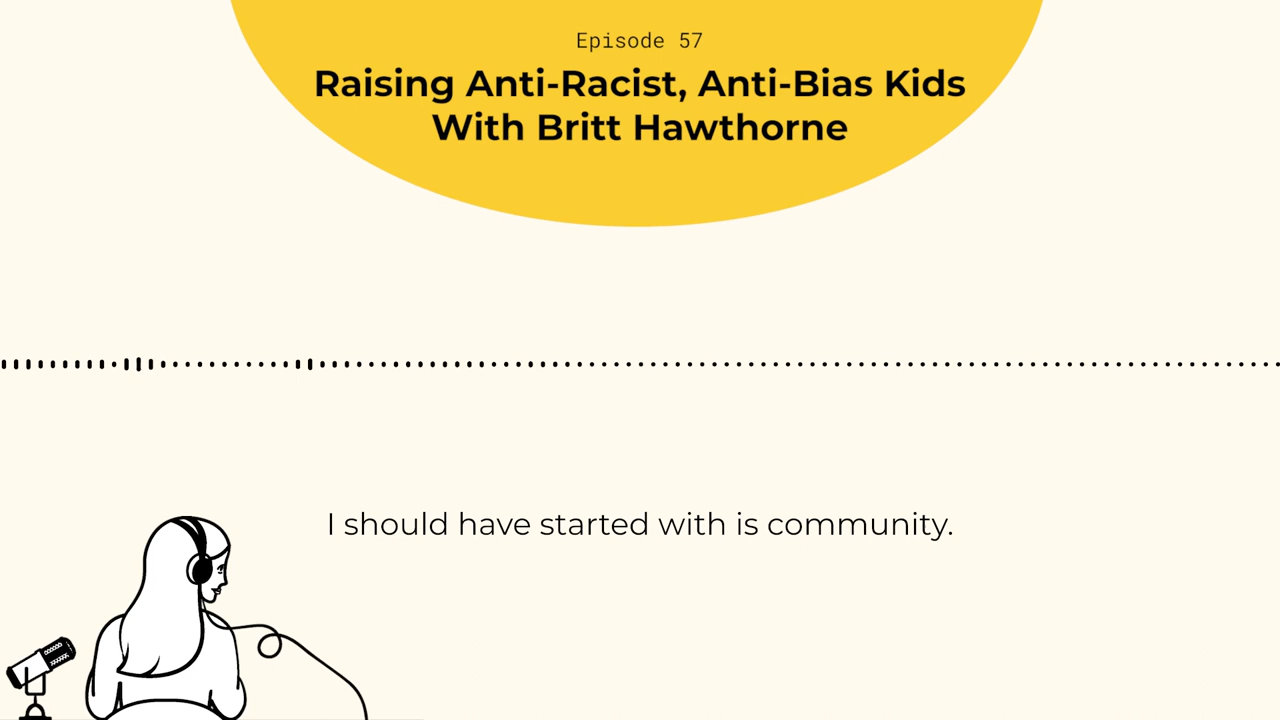 Episode 57
Raising Anti-Racist, Anti-Bias Kids
With Britt Hawthorne
I should have started with is community.